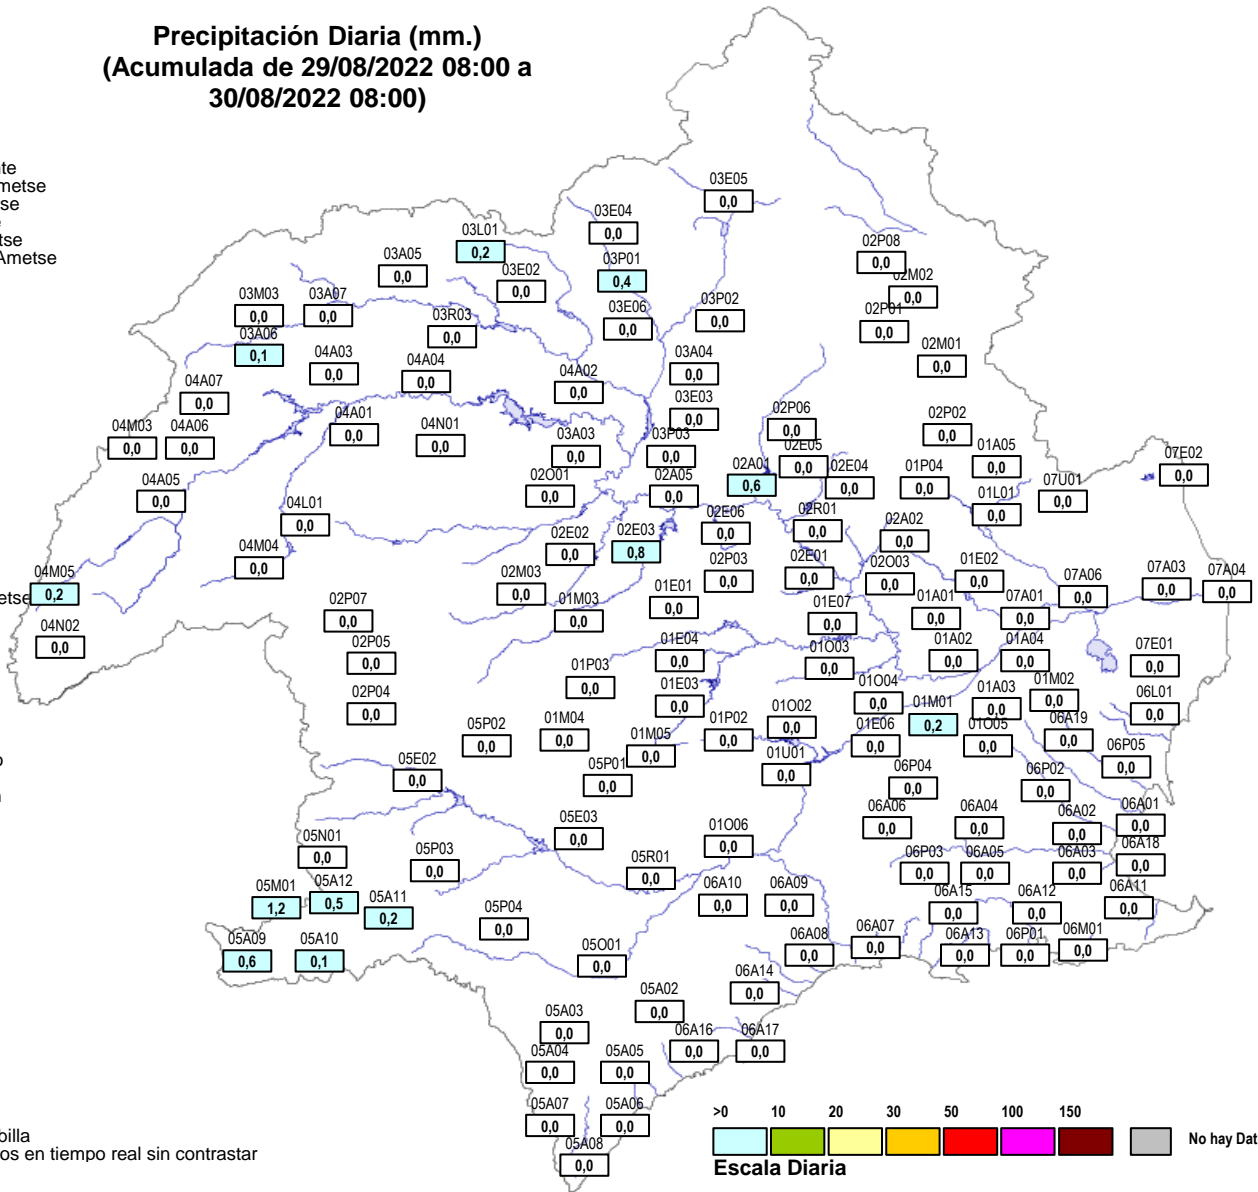 Precipitación Diaria (mm.)
(Acumulada de 29/08/2022 08:00 a
30/08/2022 08:00)
03E05
0,0
03E04
0,0
03L01
0,2
02P08
0,0
03A05
0,0
03P01
0,4
03E02
0,0
02M02
0,0
03M03
0,0
03A07
0,0
03P02
0,0
03E06
0,0
03R03
0,0
02P01
0,0
03A06
0,1
04A03
0,0
04A04
0,0
03A04
0,0
02M01
0,0
04A02
0,0
04A07
0,0
03E03
0,0
04A01
0,0
02P06
0,0
02P02
0,0
04M03
0,0
04A06
0,0
04N01
0,0
03A03
0,0
03P03
0,0
02E05
0,0
01A05
0,0
07E02
0,0
02A01
0,6
02E04
0,0
01P04
0,0
04A05
0,0
02O01
0,0
02A05
0,0
07U01
0,0
01L01
0,0
04L01
0,0
02E06
0,0
02R01
0,0
02A02
0,0
02E02
0,0
02E03
0,8
04M04
0,0
02P03
0,0
02E01
0,0
02O03
0,0
01E02
0,0
04M05
0,2
02M03
0,0
07A06
0,0
07A03
0,0
07A04
0,0
02P07
0,0
01M03
0,0
01E01
0,0
01E07
0,0
01A01
0,0
07A01
0,0
04N02
0,0
02P05
0,0
01E04
0,0
01O03
0,0
01A02
0,0
01A04
0,0
07E01
0,0
01P03
0,0
01E03
0,0
01O04
0,0
01A03
0,0
01M02
0,0
06L01
0,0
02P04
0,0
01M01
0,2
05P02
0,0
01M04
0,0
01M05
0,0
01P02
0,0
01O02
0,0
01E06
0,0
01O05
0,0
06A19
0,0
06P05
0,0
05E02
0,0
05P01
0,0
01U01
0,0
06P04
0,0
06P02
0,0
05E03
0,0
01O06
0,0
06A06
0,0
06A04
0,0
06A02
0,0
06A01
0,0
05N01
0,0
05P03
0,0
05R01
0,0
06P03
0,0
06A05
0,0
06A03
0,0
06A18
0,0
05M01
1,2
05A12
0,5
05A11
0,2
06A10
0,0
06A09
0,0
06A15
0,0
06A12
0,0
06A11
0,0
05P04
0,0
05A09
0,6
05A10
0,1
05O01
0,0
06A08
0,0
06A07
0,0
06A13
0,0
06P01
0,0
06M01
0,0
05A02
0,0
06A14
0,0
05A03
0,0
06A16
0,0
06A17
0,0
05A04
0,0
05A05
0,0
05A07
0,0
05A06
0,0
05A08
0,0
nte
metse
tse
Ametse
etse
billa
os en tiempo real sin contrastar
>0 10 20 30 50 100 150
No hay Dat
Escala Diaria